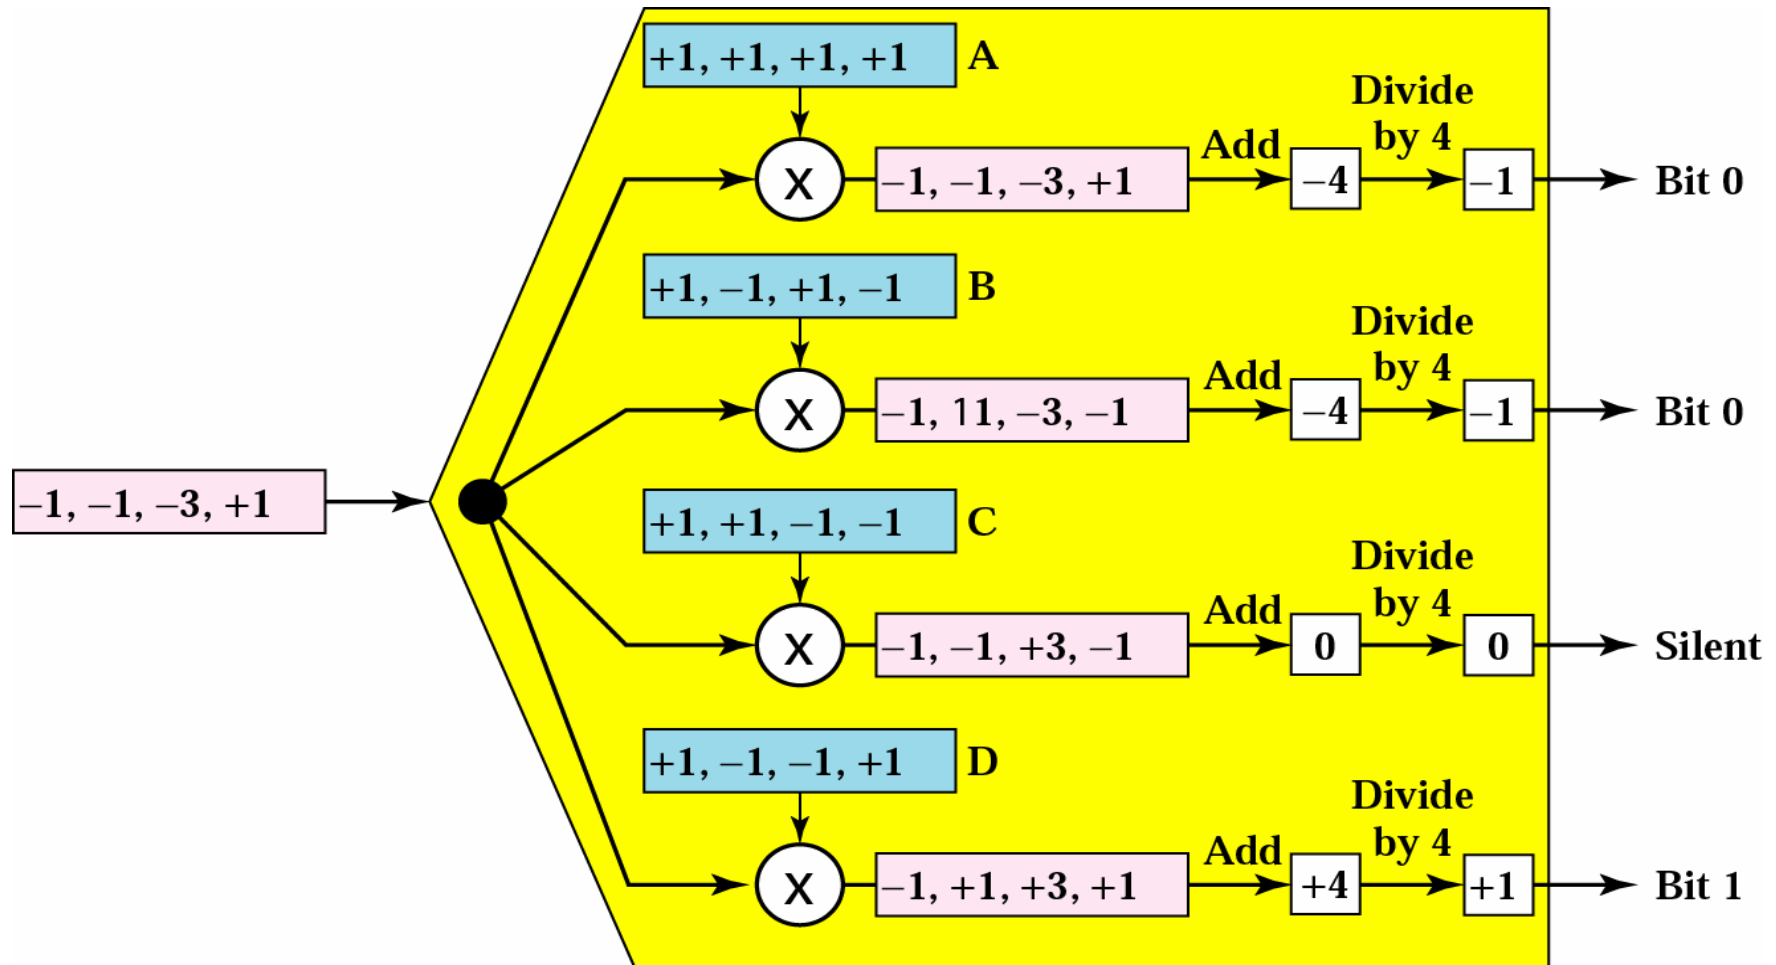 +1, +1, +1, +1 A
Divide
by 4
Add
X
−1, −1, −3, +1
−4
−1
Bit 0
+1, −1, +1, −1 B
Divide
by 4
Add
X
−1, 11, −3, −1
−4
−1
Bit 0
−1, −1, −3, +1
+1, +1, −1, −1 C
Divide
by 4
Add
X
−1, −1, +3, −1
0
0
Silent
+1, −1, −1, +1 D
Divide
by 4
Add
X
−1, +1, +3, +1
+4
+1
Bit 1